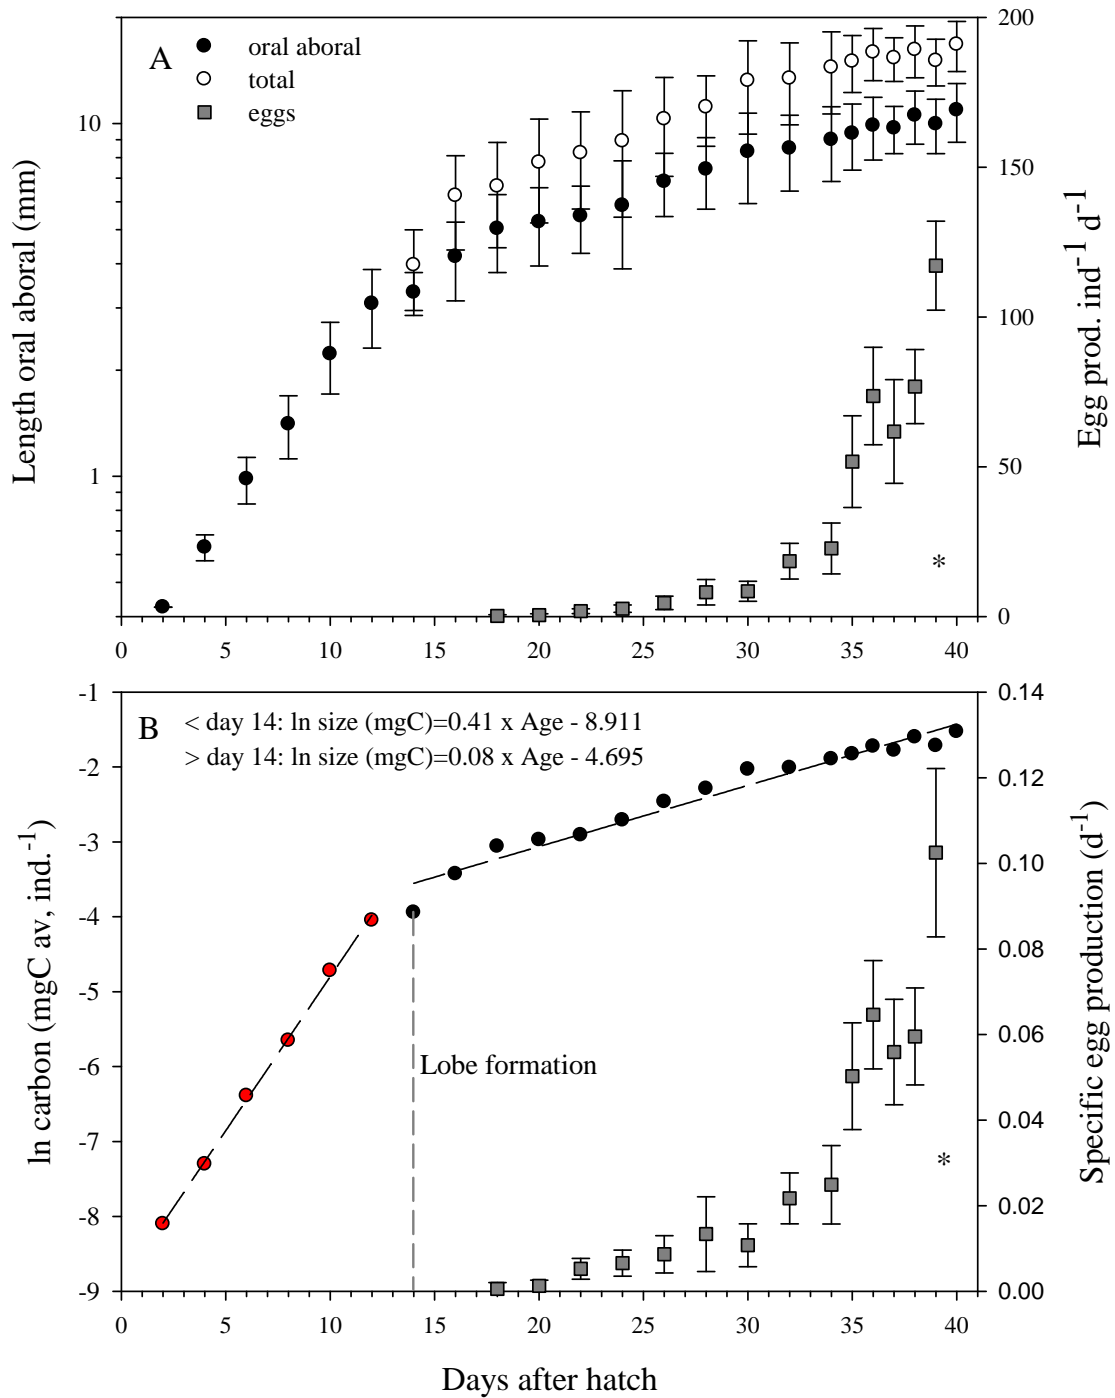 A
oral aboral
total
eggs
Length oral aboral (mm)
10
1
Egg prod. ind⁻¹ d⁻¹
200
150
100
50
0
*
0 5 10 15 20 25 30 35 40
B
< day 14: ln size (mgC)=0.41 x Age - 8.911
> day 14: ln size (mgC)=0.08 x Age - 4.695
ln carbon (mgC av, ind.⁻¹)
-1
-2
-3
-4
-5
-6
-7
-8
-9
Lobe formation
Specific egg production (d⁻¹)
0.14
0.12
0.10
0.08
0.06
0.04
0.02
0.00
*
0 5 10 15 20 25 30 35 40
Days after hatch